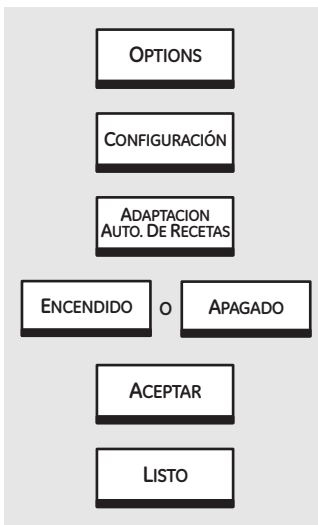 OPTIONS
CONFIGURACIÓN
ADAPTACION
AUTO. DE RECETAS
ENCENDIDO O APAGADO
ACEPTAR
LISTO